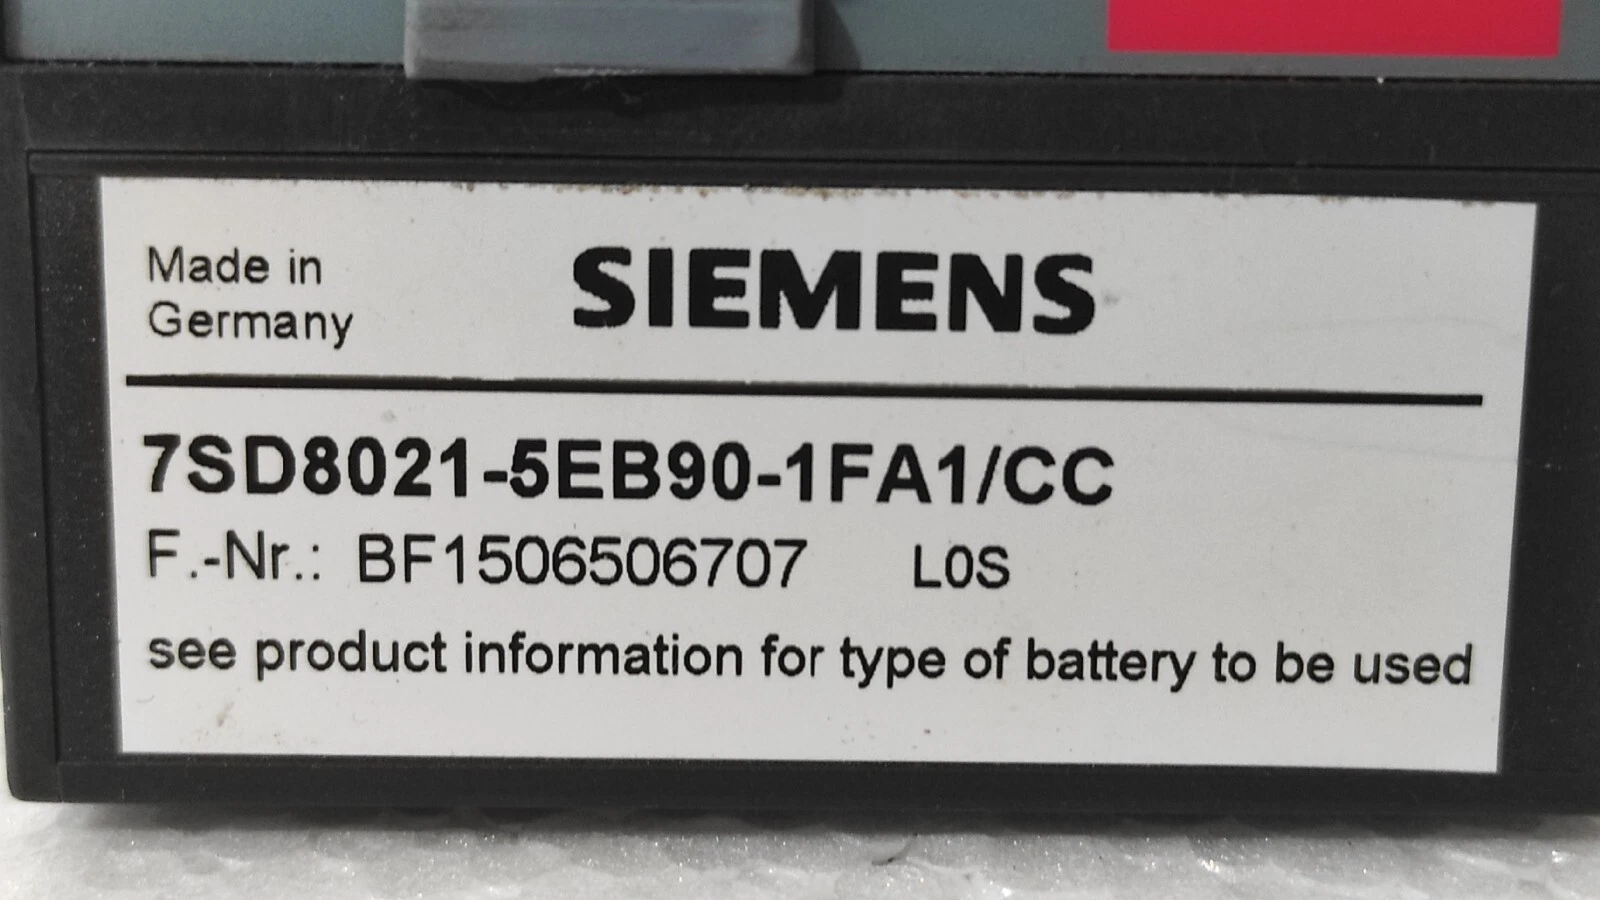 Made in
Germany
SIEMENS
7SD8021-5EB90-1FA1/CC
F.-Nr.: BF1506506707 L0S
see product information for type of battery to be used